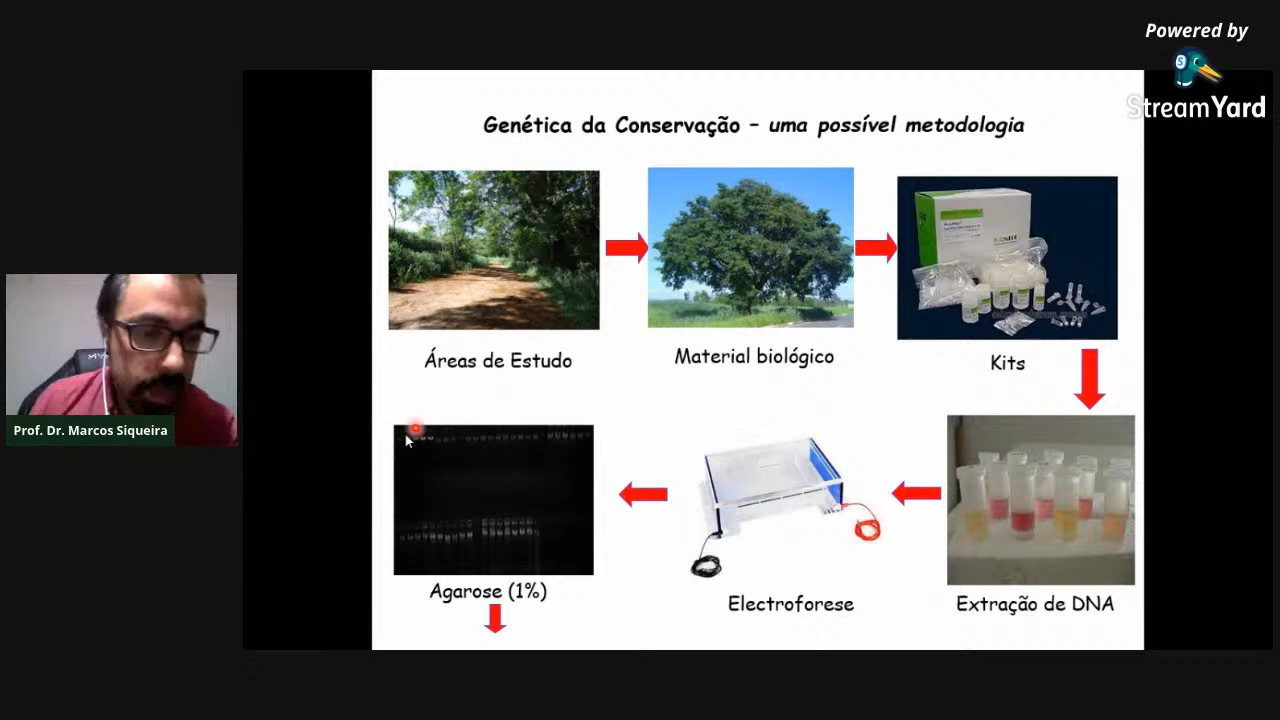 Powered by
StreamYard
Genética da Conservação – uma possível metodologia
BIONEER
Áreas de Estudo
Material biológico
Kits
Prof. Dr. Marcos Siqueira
Agarose (1%)
Electroforese
Extração de DNA